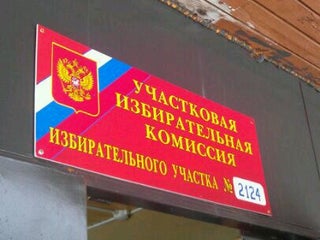 УЧАСТКОВАЯ
ИЗБИРАТЕЛЬНАЯ
КОМИССИЯ
ИЗБИРАТЕЛЬНОГО УЧАСТКА № 2124